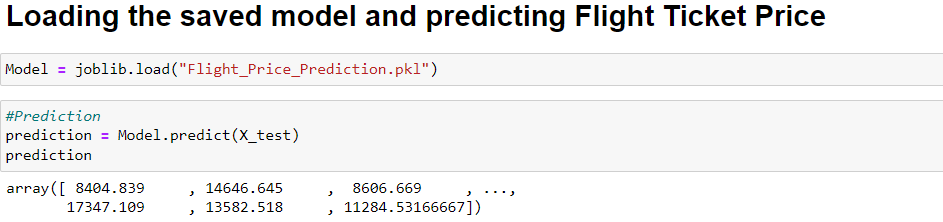 Loading the saved model and predicting Flight Ticket Price
Model = joblib.load("Flight_Price_Prediction.pkl")
#Prediction
prediction = Model.predict(X_test)
prediction
array([ 8404.839     , 14646.645     ,  8606.669     , ...,
       17347.109     , 13582.518     , 11284.53166667])